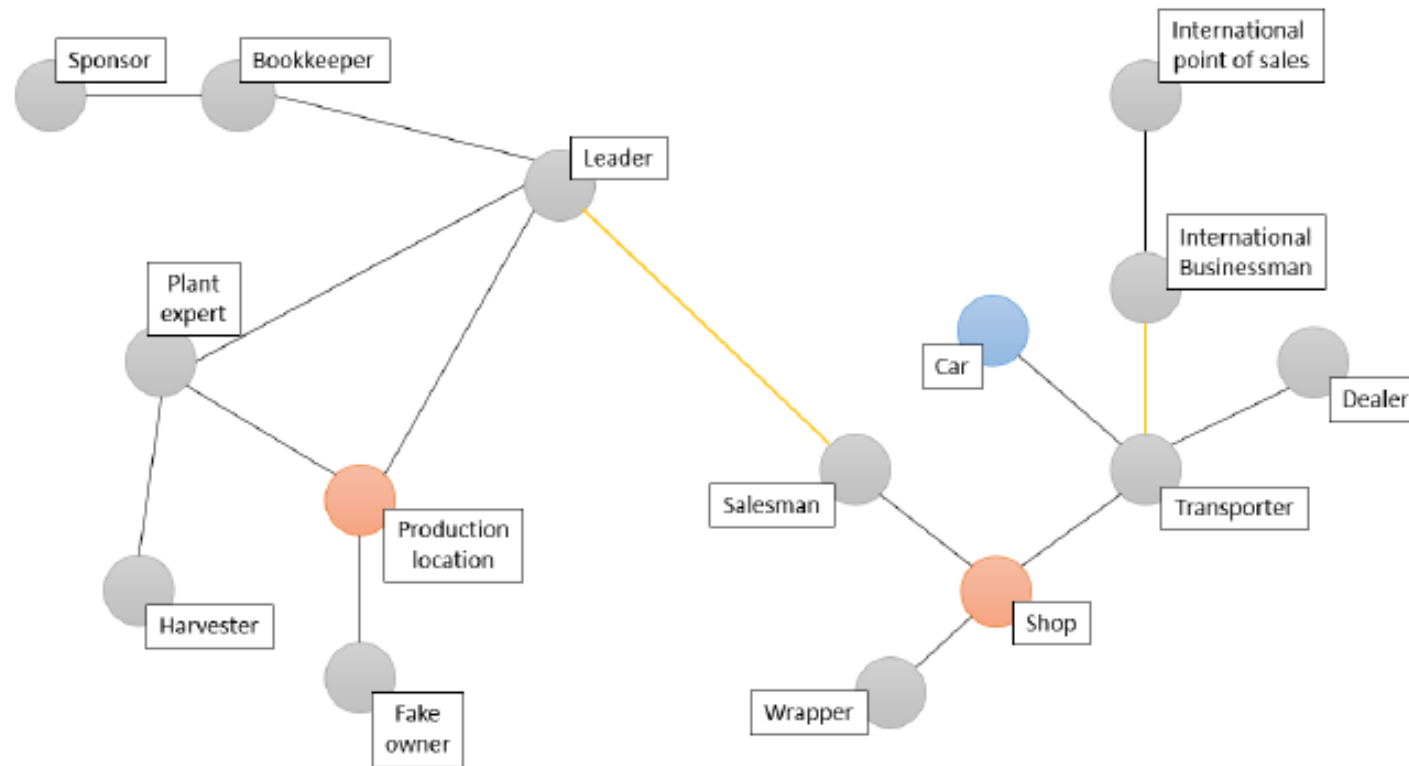 Sponsor
Bookkeeper
International
point of sales
Leader
International
Businessman
Plant
expert
Car
Dealer
Salesman
Transporter
Production
location
Harvester
Shop
Wrapper
Fake
owner